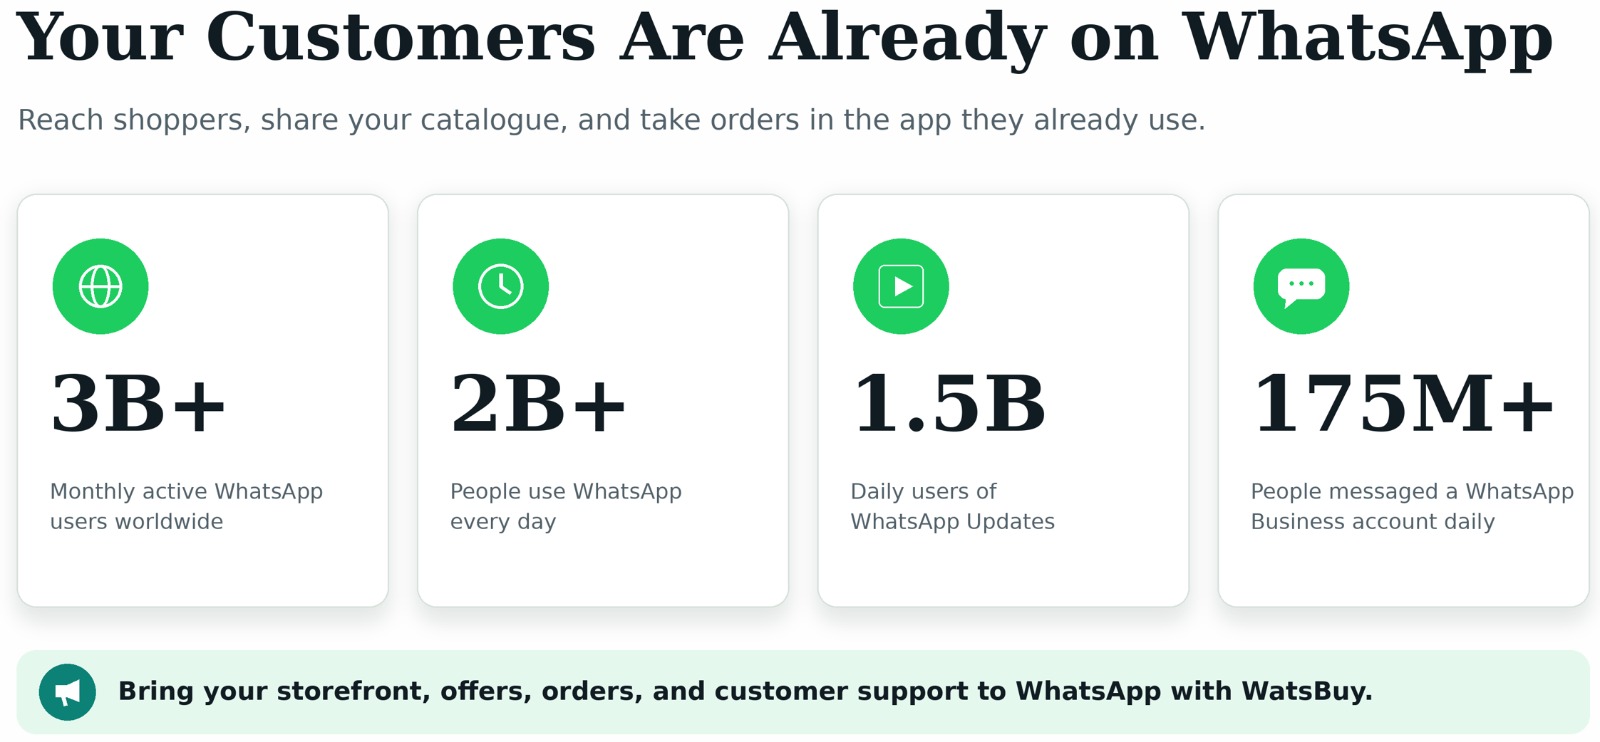 Your Customers Are Already on WhatsApp
Reach shoppers, share your catalogue, and take orders in the app they already use.
3B+
Monthly active WhatsApp
users worldwide
2B+
People use WhatsApp
every day
1.5B
Daily users of
WhatsApp Updates
175M+
People messaged a WhatsApp
Business account daily
Bring your storefront, offers, orders, and customer support to WhatsApp with WatsBuy.